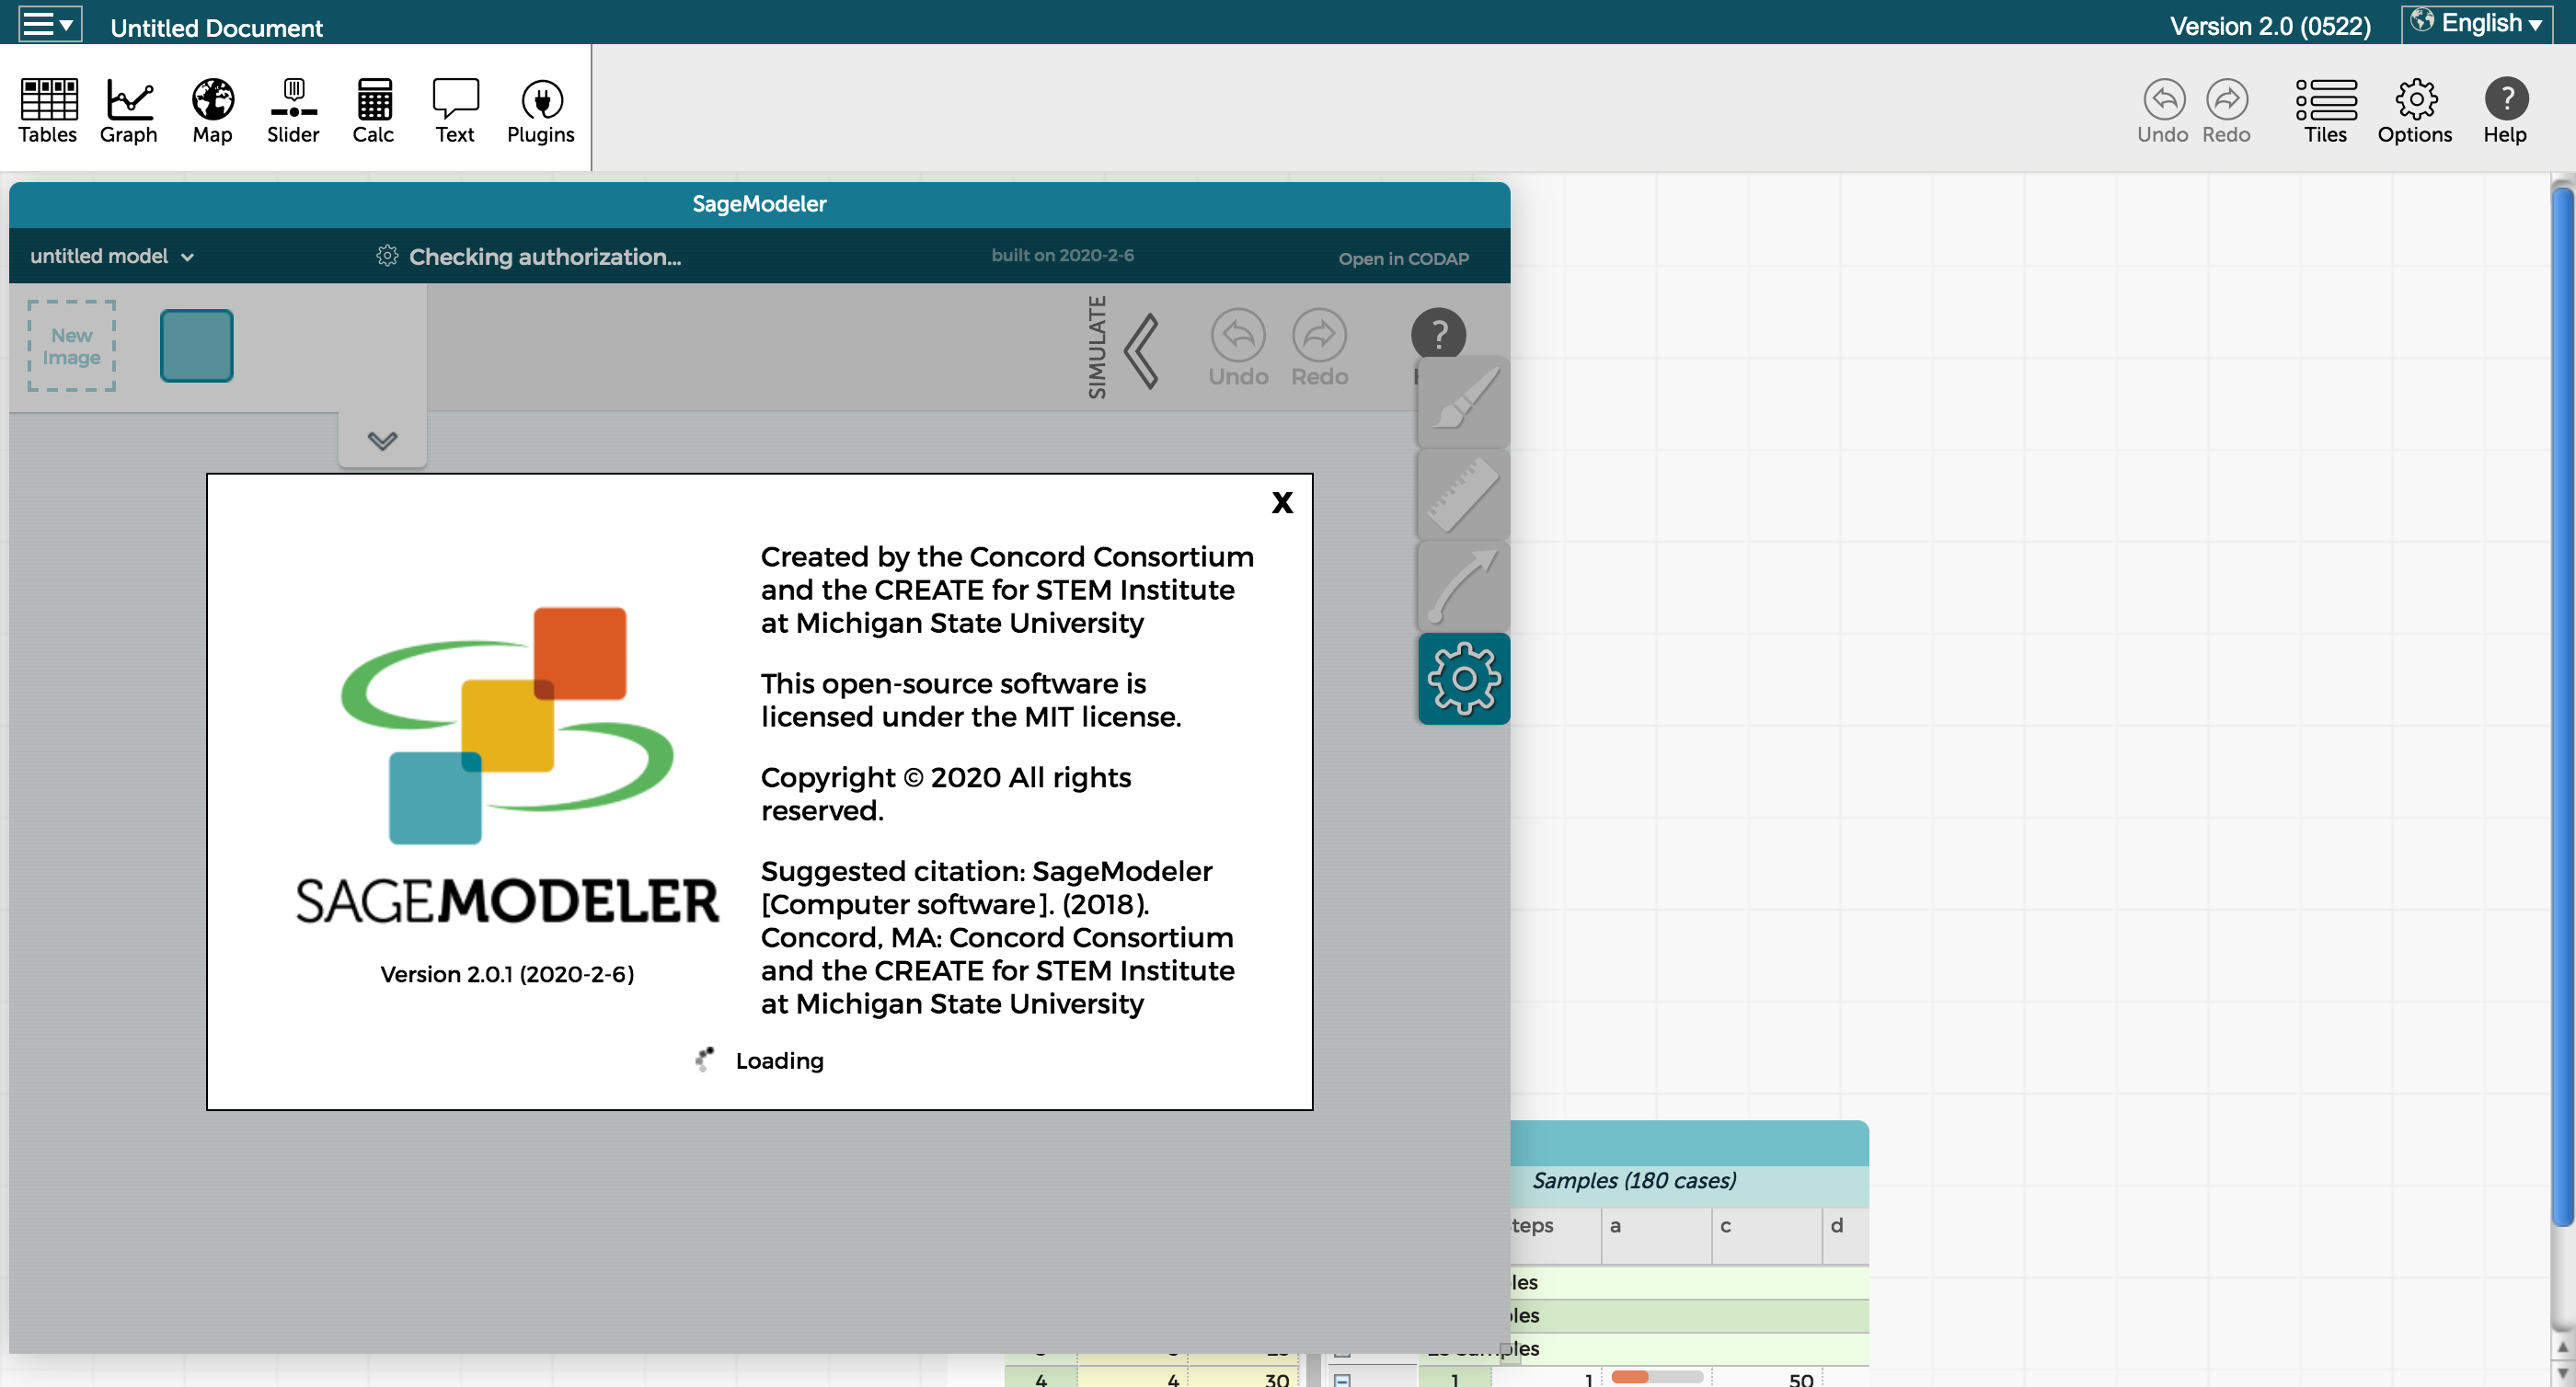 Untitled Document
Version 2.0 (0522)
English
Tables
Graph
Map
Slider
Calc
Text
Plugins
Undo
Redo
Tiles
Options
Help
SageModeler
untitled model
Checking authorization...
built on 2020-2-6
Open in CODAP
New
Image
SIMULATE
Undo
Redo
X
Created by the Concord Consortium
and the CREATE for STEM Institute
at Michigan State University
This open-source software is
licensed under the MIT license.
Copyright © 2020 All rights
reserved.
Suggested citation: SageModeler
[Computer software]. (2018).
Concord, MA: Concord Consortium
and the CREATE for STEM Institute
at Michigan State University
SAGEMODELER
Version 2.0.1 (2020-2-6)
Loading
Samples (180 cases)
a c d
4 4 30 1 1 50